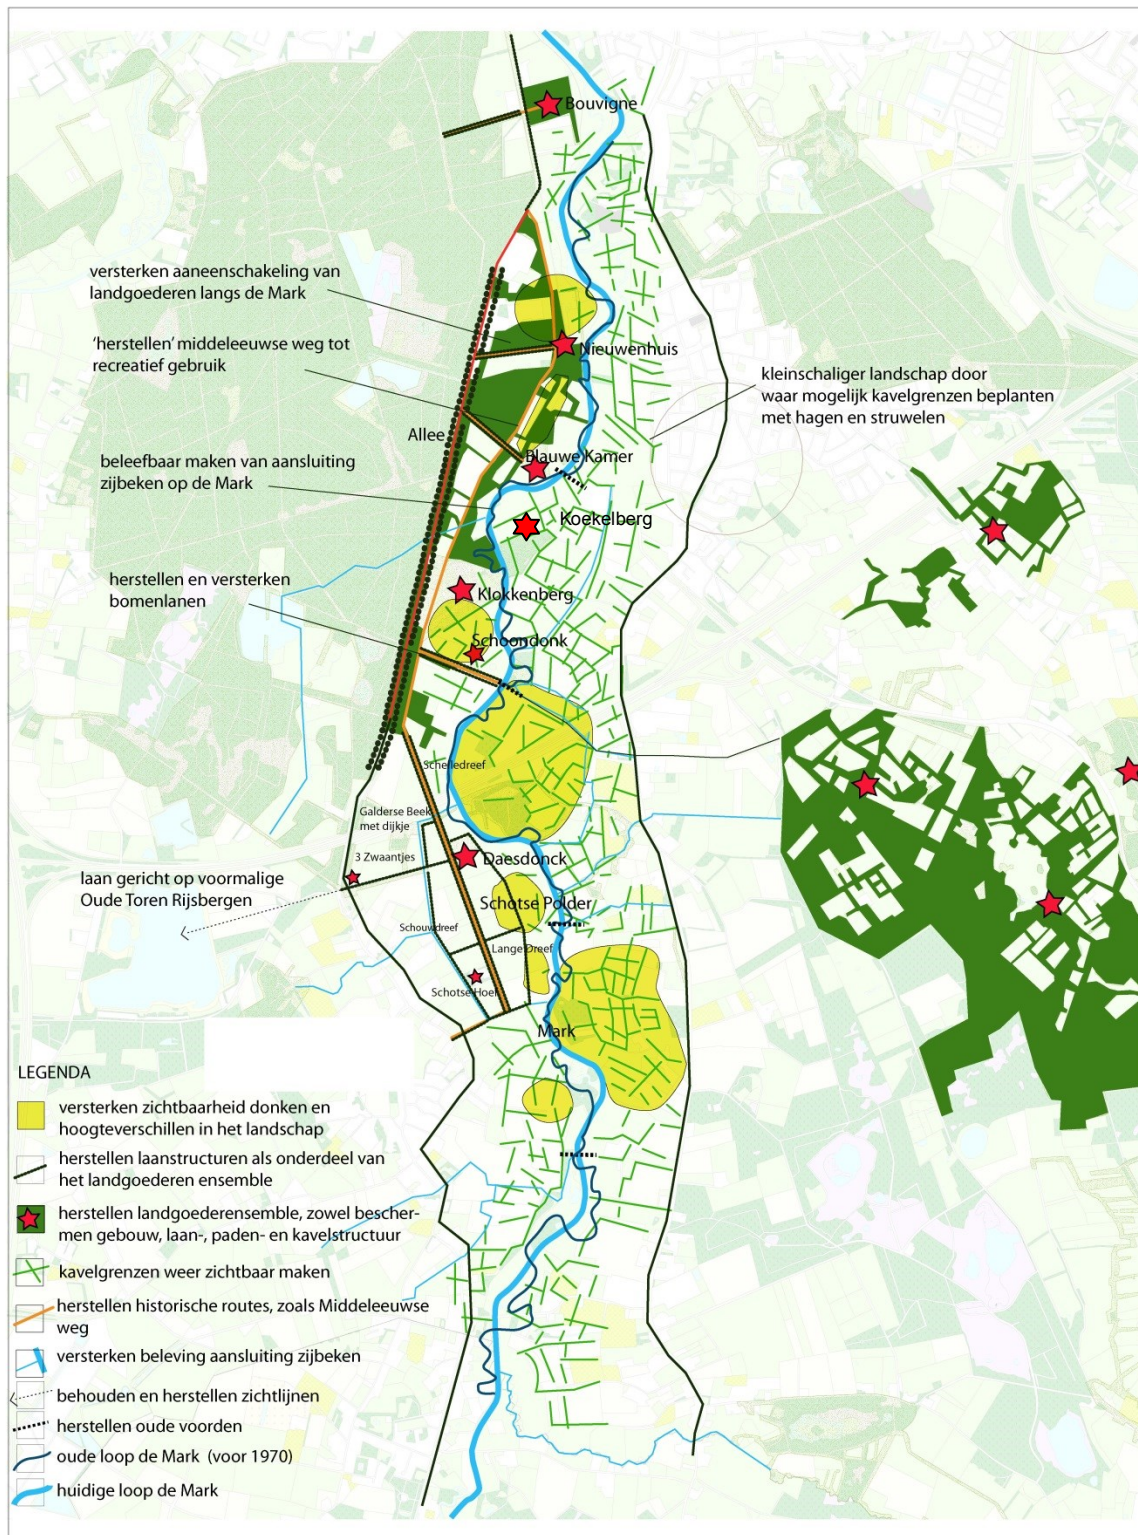 Bouvigne
versterken aaneenschakeling van
landgoederen langs de Mark
'herstellen' middeleeuwse weg tot
recreatief gebruik
Nieuwenhuis
kleinschaliger landschap door
waar mogelijk kavelgrenzen beplanten
met hagen en struwelen
Allee
beleefbaar maken van aansluiting
zijbeken op de Mark
Blauwe Kamer
Koekelberg
herstellen en versterken
bomenlanen
Klokkenberg
Schoondonk
Schelledreef
Galderse Beek
met dijkje
3 Zwaantjes
Daesdonck
laan gericht op voormalige
Oude Toren Rijsbergen
Schotse Polder
Schouwdreef
Lange Dreef
Schotse Hoek
Mark
LEGENDA
versterken zichtbaarheid donken en
hoogteverschillen in het landschap
herstellen laanstructuren als onderdeel van
het landgoederen ensemble
herstellen landgoederensemble, zowel bescher-
men gebouw, laan-, paden- en kavelstructuur
kavelgrenzen weer zichtbaar maken
herstellen historische routes, zoals Middeleeuwse
weg
versterken beleving aansluiting zijbeken
behouden en herstellen zichtlijnen
herstellen oude voorden
oude loop de Mark (voor 1970)
huidige loop de Mark